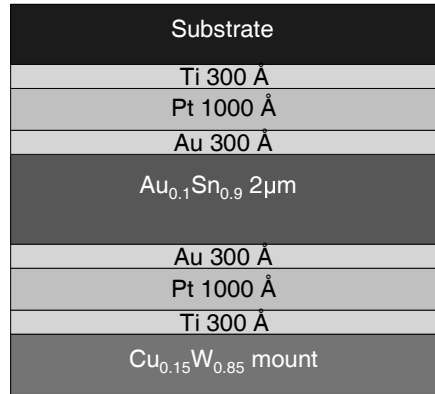 Substrate
Ti 300 Å
Pt 1000 Å
Au 300 Å
Au₀.₁Sn₀.₉ 2µm
Au 300 Å
Pt 1000 Å
Ti 300 Å
Cu₀.₁₅W₀.₈₅ mount